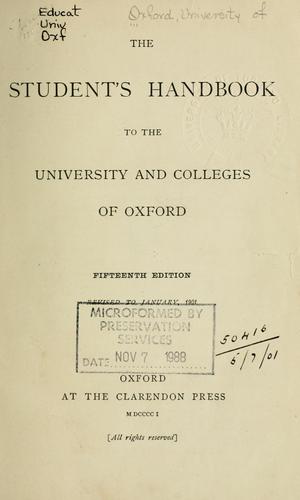 Educat
Univ
Oxf
Oxford, University of
THE
STUDENT'S HANDBOOK
TO THE
UNIVERSITY AND COLLEGES
OF OXFORD
FIFTEENTH EDITION
REVISED TO JANUARY, 1901
MICROFORMED BY
PRESERVATION
SERVICES
DATE NOV 7 1988
50416
5/7/01
OXFORD
AT THE CLARENDON PRESS
MDCCCCI
[All rights reserved]